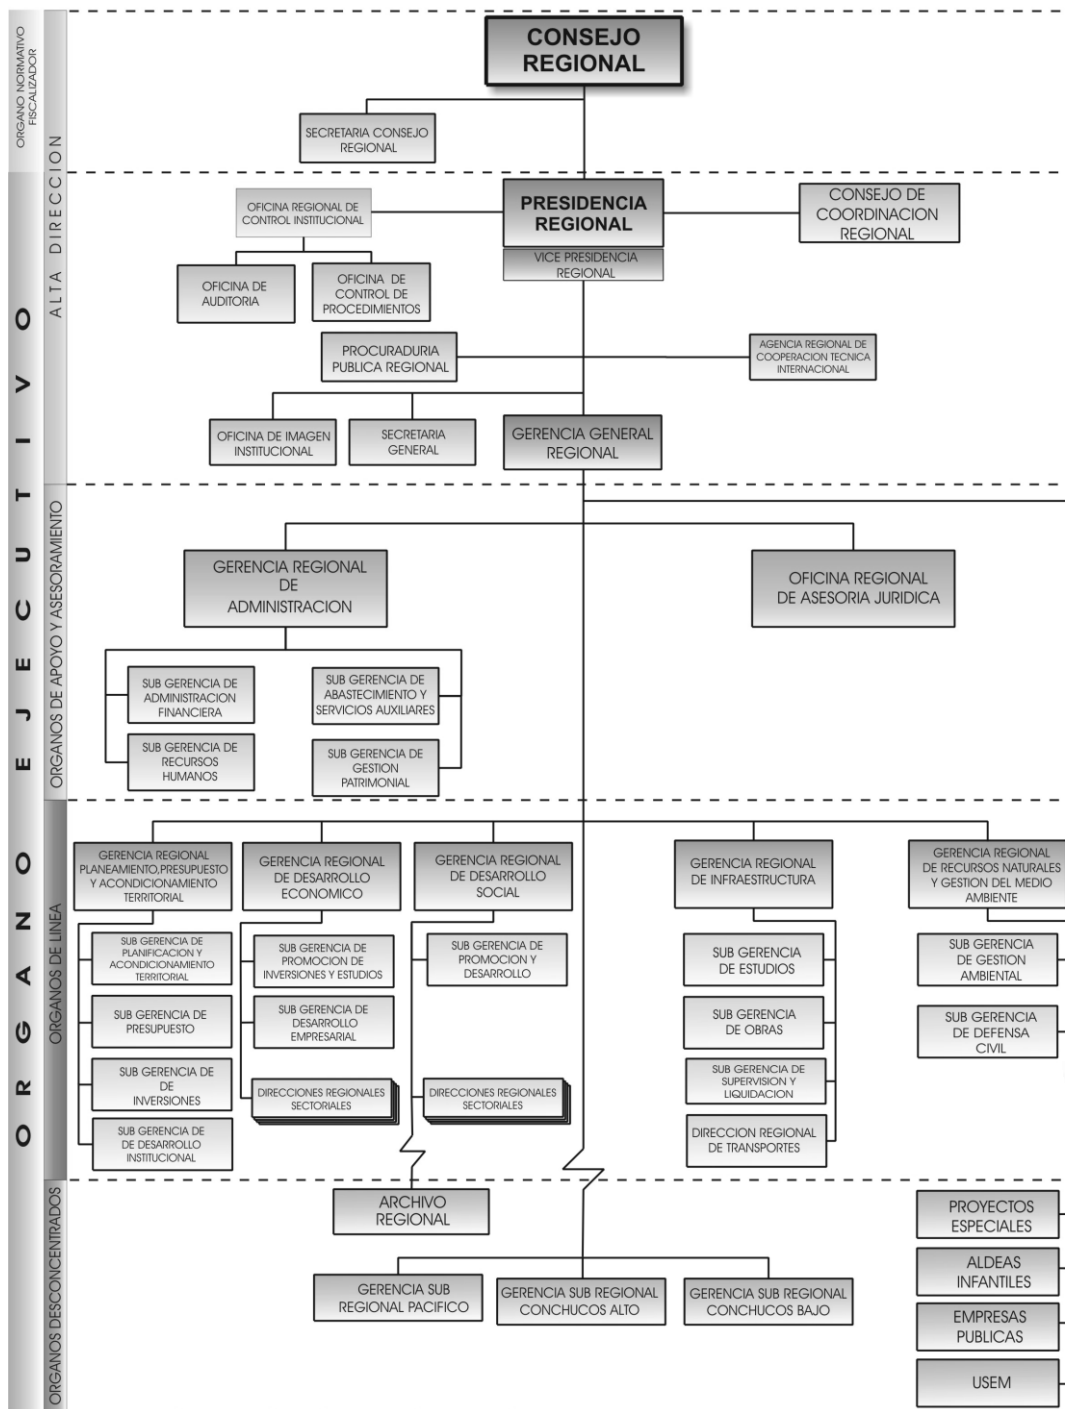 ORGANO NORMATIVO
FISCALIZADOR
ALTA DIRECCION
ORGANO EJECUTIVO
CONSEJO
REGIONAL
SECRETARIA CONSEJO
REGIONAL
OFICINA REGIONAL DE
CONTROL INSTITUCIONAL
PRESIDENCIA
REGIONAL
CONSEJO DE
COORDINACION
REGIONAL
VICE PRESIDENCIA
REGIONAL
OFICINA DE
AUDITORIA
OFICINA DE
CONTROL DE
PROCEDIMIENTOS
PROCURADURIA
PUBLICA REGIONAL
AGENCIA REGIONAL DE
COOPERACION TECNICA
INTERNACIONAL
OFICINA DE IMAGEN
INSTITUCIONAL
SECRETARIA
GENERAL
GERENCIA GENERAL
REGIONAL
ORGANOS DE APOYO Y ASESORAMIENTO
GERENCIA REGIONAL
DE
ADMINISTRACION
OFICINA REGIONAL
DE ASESORIA JURIDICA
SUB GERENCIA DE
ADMINISTRACION
FINANCIERA
SUB GERENCIA DE
ABASTECIMIENTO Y
SERVICIOS AUXILIARES
SUB GERENCIA DE
RECURSOS
HUMANOS
SUB GERENCIA DE
GESTION
PATRIMONIAL
ORGANOS DE LINEA
GERENCIA REGIONAL
PLANEAMIENTO, PRESUPUESTO
Y ACONDICIONAMIENTO
TERRITORIAL
GERENCIA REGIONAL
DE DESARROLLO
ECONOMICO
GERENCIA REGIONAL
DE DESARROLLO
SOCIAL
GERENCIA REGIONAL
DE INFRAESTRUCTURA
GERENCIA REGIONAL
DE RECURSOS NATURALES
Y GESTION DEL MEDIO
AMBIENTE
SUB GERENCIA DE
PLANIFICACION Y
ACONDICIONAMIENTO
TERRITORIAL
SUB GERENCIA DE
PRESUPUESTO
SUB GERENCIA DE
DE
INVERSIONES
SUB GERENCIA DE
DE DESARROLLO
INSTITUCIONAL
SUB GERENCIA DE
PROMOCION DE
INVERSIONES Y ESTUDIOS
SUB GERENCIA DE
DESARROLLO
EMPRESARIAL
DIRECCIONES REGIONALES
SECTORIALES
SUB GERENCIA DE
PROMOCION Y
DESARROLLO
DIRECCIONES REGIONALES
SECTORIALES
SUB GERENCIA
DE ESTUDIOS
SUB GERENCIA
DE OBRAS
SUB GERENCIA DE
SUPERVISION Y
LIQUIDACION
DIRECCION REGIONAL
DE TRANSPORTES
SUB GERENCIA
DE GESTION
AMBIENTAL
SUB GERENCIA
DE DEFENSA
CIVIL
ORGANOS DESCONCENTRADOS
ARCHIVO
REGIONAL
GERENCIA SUB
REGIONAL PACIFICO
GERENCIA SUB REGIONAL
CONCHUCOS ALTO
GERENCIA SUB REGIONAL
CONCHUCOS BAJO
PROYECTOS
ESPECIALES
ALDEAS
INFANTILES
EMPRESAS
PUBLICAS
USEM